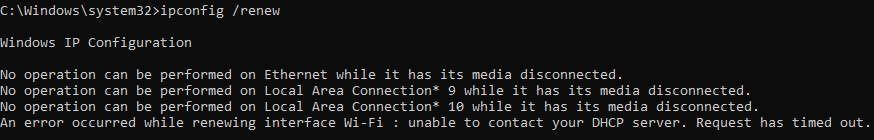 C:\Windows\system32>ipconfig /renew
Windows IP Configuration
No operation can be performed on Ethernet while it has its media disconnected.
No operation can be performed on Local Area Connection* 9 while it has its media disconnected.
No operation can be performed on Local Area Connection* 10 while it has its media disconnected.
An error occurred while renewing interface Wi-Fi : unable to contact your DHCP server. Request has timed out.